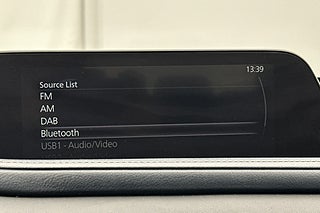 13:39
Source List
FM
AM
DAB
Bluetooth
USB1 - Audio/Video